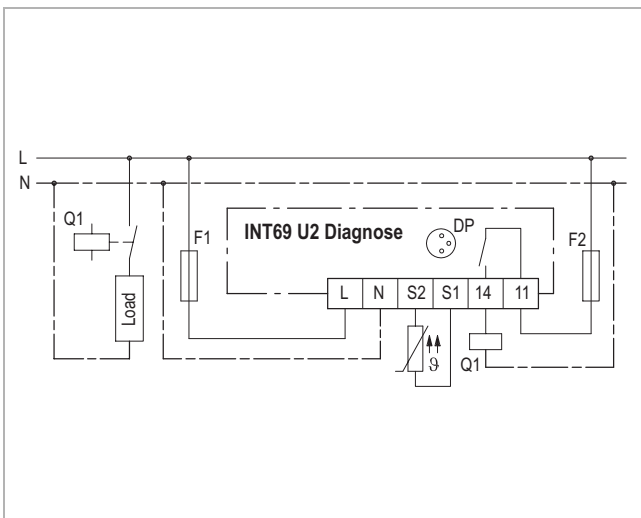 L
N
Q1
F1
INT69 U2 Diagnose
DP
F2
Load
L N S2 S1 14 11
ϑ
Q1